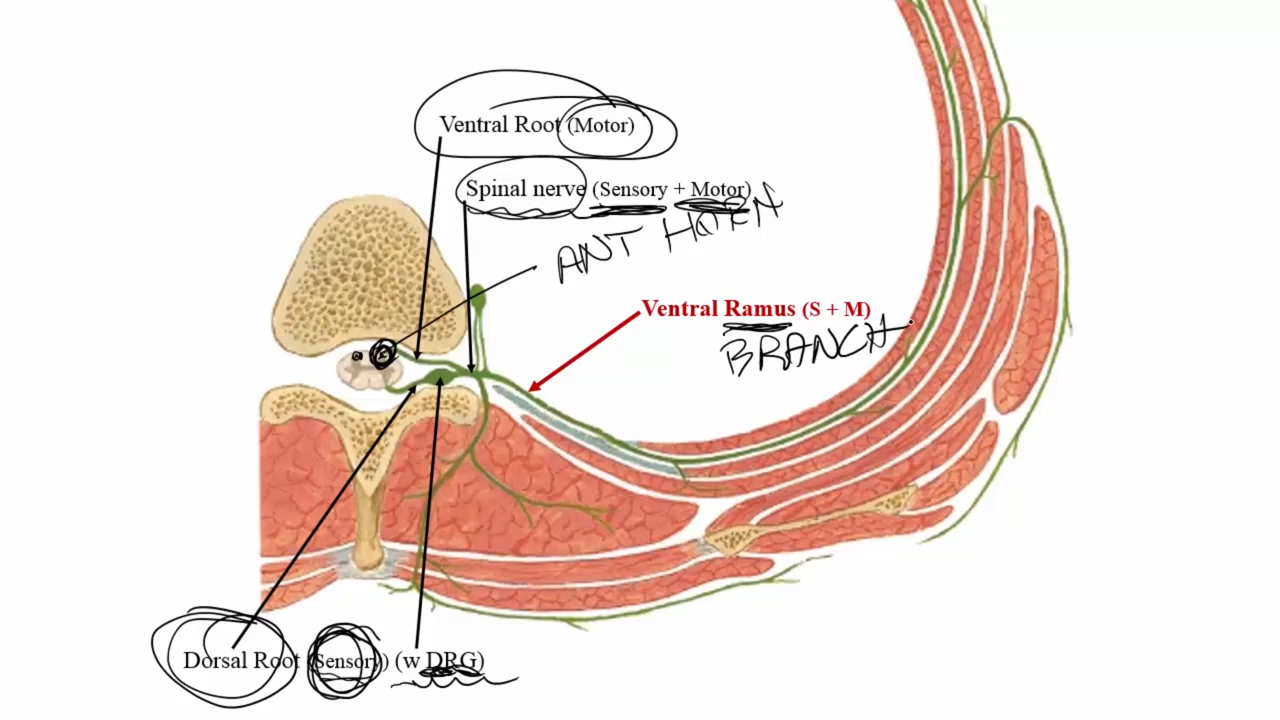 Ventral Root (Motor)
Spinal nerve (Sensory + Motor)
ANT HORN
Ventral Ramus (S + M)
BRANCH
Dorsal Root (Sensory) (w DRG)